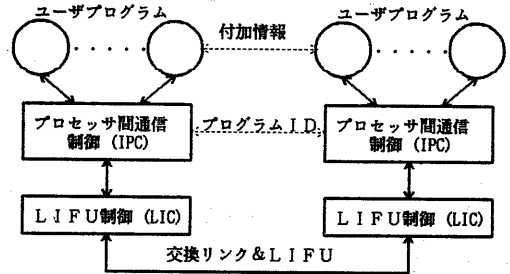 ユーザプログラム
ユーザプログラム
付加情報
プロセッサ間通信
制御 (IPC)
プログラムＩＤ
プロセッサ間通信
制御 (IPC)
ＬＩＦＵ制御 (LIC)
ＬＩＦＵ制御 (LIC)
交換リンク＆ＬＩＦＵ